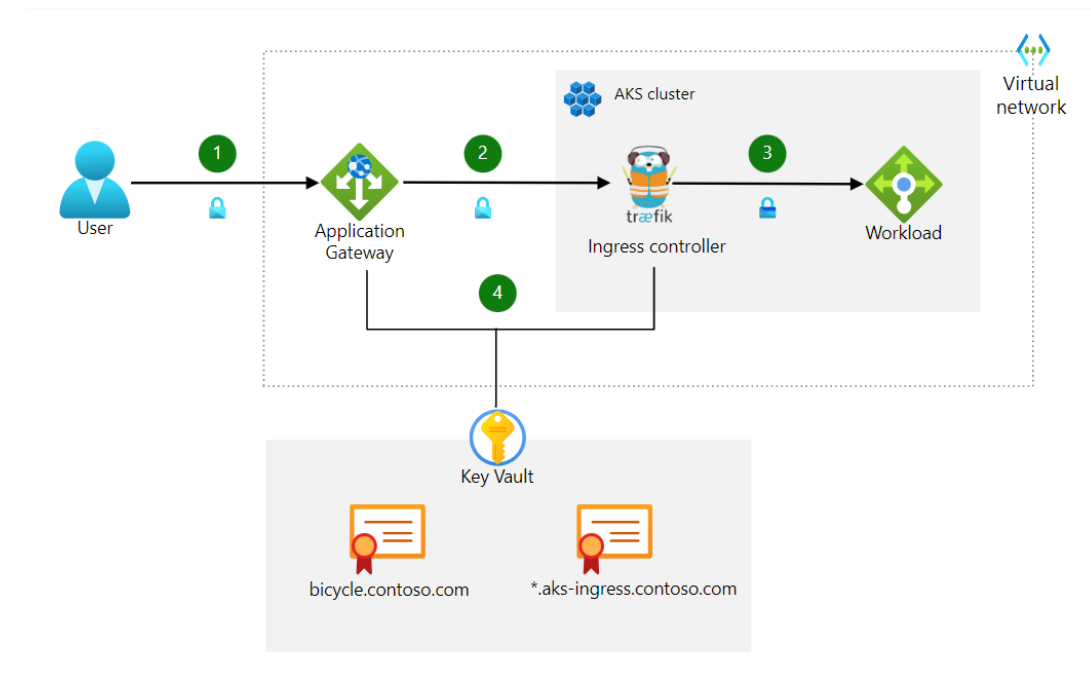 Virtual
network
AKS cluster
1
2
3
User
Application
Gateway
træfik
Ingress controller
Workload
4
Key Vault
bicycle.contoso.com
*.aks-ingress.contoso.com